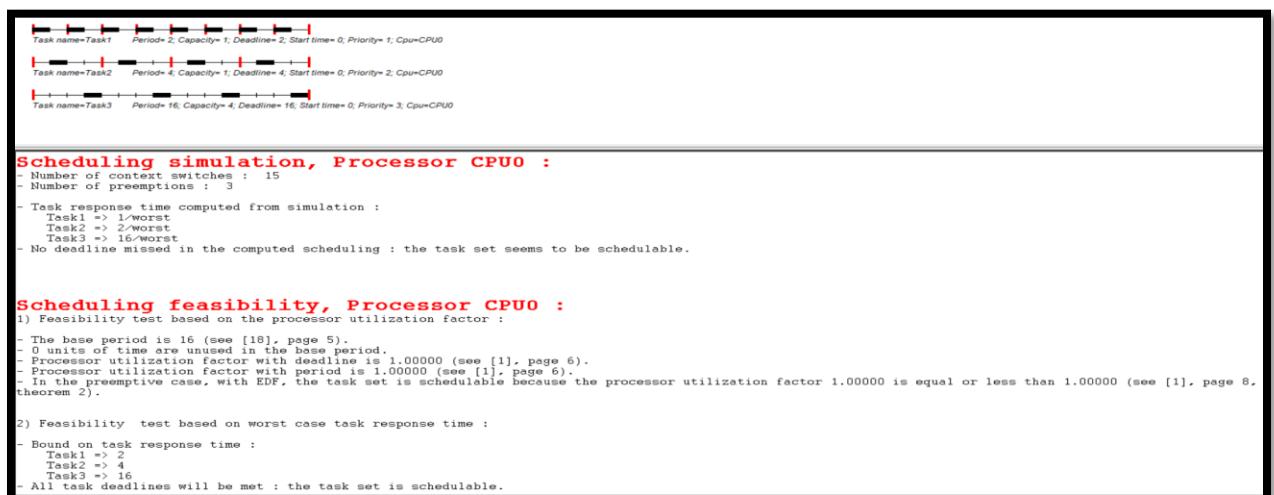 Task name=Task1 Period= 2; Capacity= 1; Deadline= 2; Start time= 0; Priority= 1; Cpu=CPU0
Task name=Task2 Period= 4; Capacity= 1; Deadline= 4; Start time= 0; Priority= 2; Cpu=CPU0
Task name=Task3 Period= 16; Capacity= 4; Deadline= 16; Start time= 0; Priority= 3; Cpu=CPU0
Scheduling simulation, Processor CPU0 :
- Number of context switches : 15
- Number of preemptions : 3
- Task response time computed from simulation :
Task1 => 1/worst
Task2 => 2/worst
Task3 => 16/worst
- No deadline missed in the computed scheduling : the task set seems to be schedulable.
Scheduling feasibility, Processor CPU0 :
1) Feasibility test based on the processor utilization factor :
- The base period is 16 (see [18], page 5).
- 0 units of time are unused in the base period.
- Processor utilization factor with deadline is 1.00000 (see [1], page 6).
- Processor utilization factor with period is 1.00000 (see [1], page 6).
- In the preemptive case, with EDF, the task set is schedulable because the processor utilization factor 1.00000 is equal or less than 1.00000 (see [1], page 8,
theorem 2).
2) Feasibility test based on worst case task response time :
- Bound on task response time :
Task1 => 2
Task2 => 4
Task3 => 16
- All task deadlines will be met : the task set is schedulable.